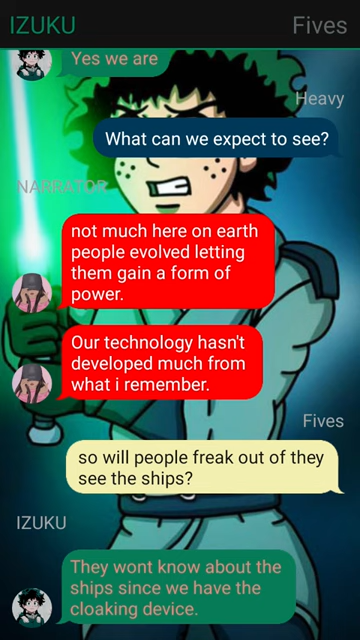 IZUKU
Fives
Yes we are
Heavy
What can we expect to see?
NARRATOR
not much here on earth
people evolved letting
them gain a form of
power.
Our technology hasn't
developed much from
what i remember.
Fives
so will people freak out of they
see the ships?
IZUKU
They wont know about the
ships since we have the
cloaking device.